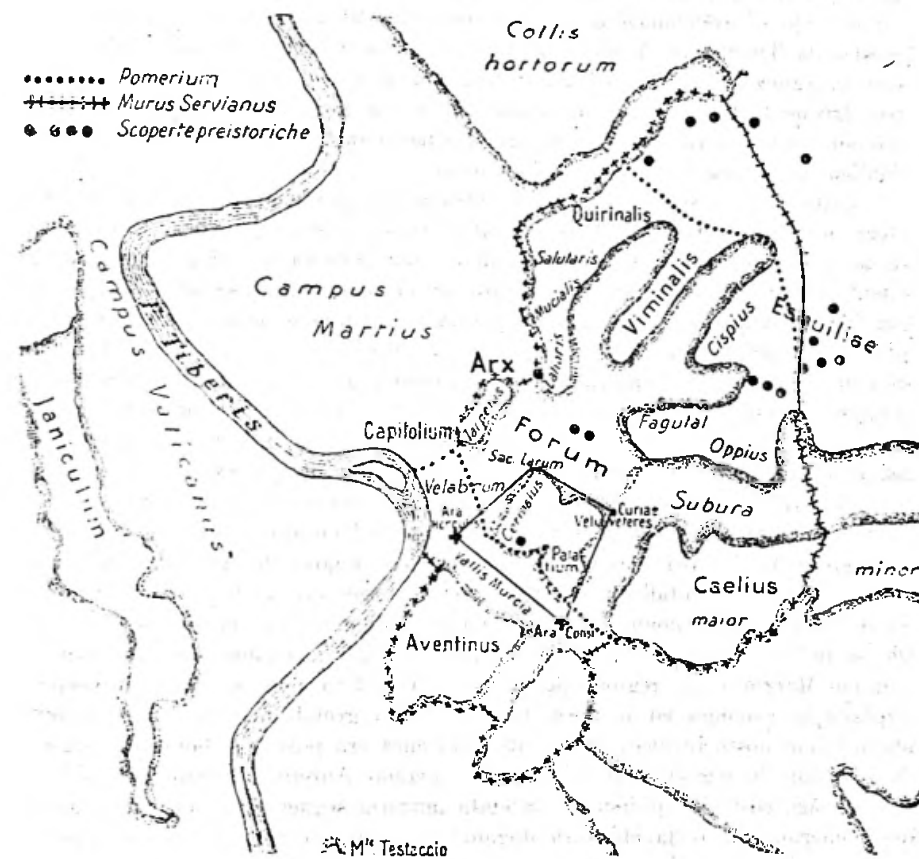 Collis
hortorum
Pomerium
Murus Servianus
Scoperte preistoriche
Quirinalis
Salutaris
Mucialis
Viminalis
Cispius
Esquiliae
Campus
Martius
Campus Vaticanus
Tiberis
Janiculum
Arx
Capitolium
Forum
Sac. Larum
Fagutal
Oppius
Velabrum
Ara
Cermalus
Curiae
Veteres
Subura
Palatium
Vallis Murcia
Caelius
maior
minor
Aventinus
Ara Consi
Mte Testaccio